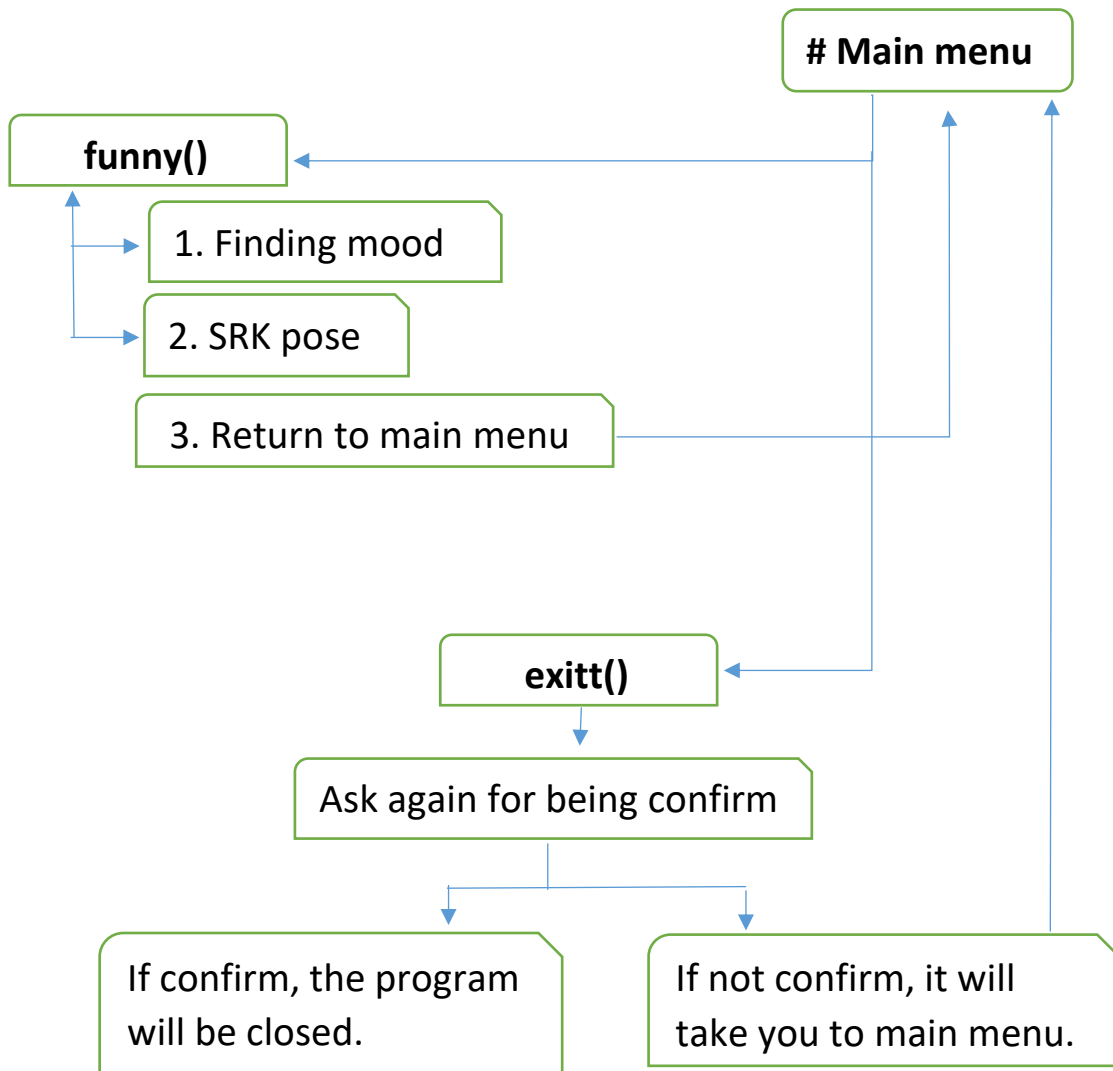 # Main menu
funny()
1. Finding mood
2. SRK pose
3. Return to main menu
exitt()
Ask again for being confirm
If confirm, the program
will be closed.
If not confirm, it will
take you to main menu.